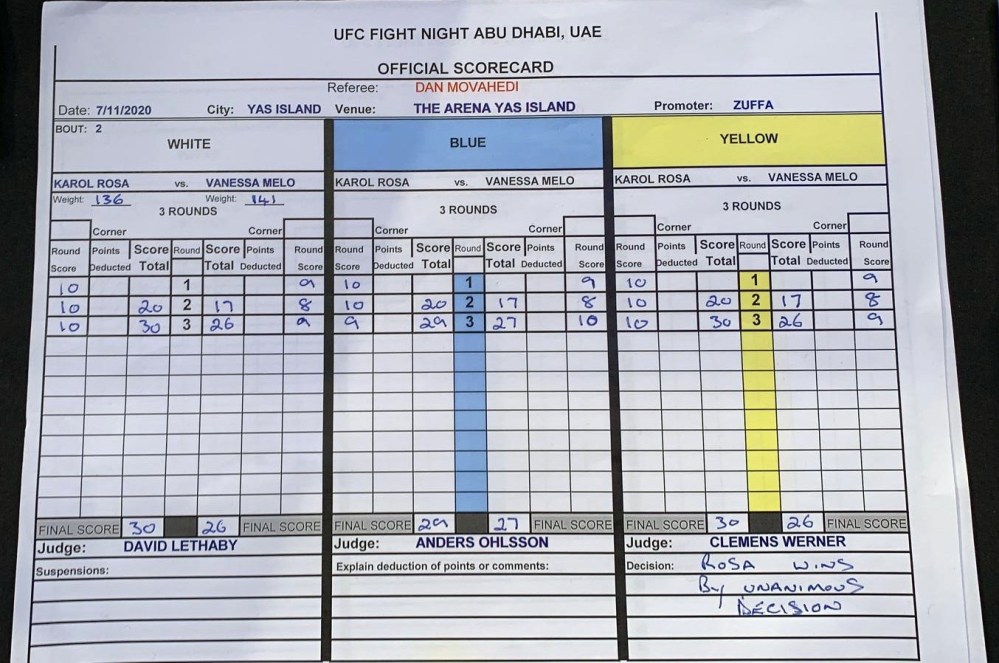 UFC FIGHT NIGHT ABU DHABI, UAE
OFFICIAL SCORECARD
Referee: DAN MOVAHEDI
Date: 7/11/2020 City: YAS ISLAND Venue: THE ARENA YAS ISLAND Promoter: ZUFFA
BOUT: 2
WHITE BLUE YELLOW
KAROL ROSA vs. VANESSA MELO KAROL ROSA vs. VANESSA MELO KAROL ROSA vs. VANESSA MELO
Weight: 136 Weight: 141
3 ROUNDS 3 ROUNDS 3 ROUNDS
Corner Corner Corner Corner Corner Corner
Round Points Score Round Score Points Round Round Points Score Round Score Points Round Round Points Score Round Score Points Round
Score Deducted Total Total Deducted Score Score Deducted Total Total Deducted Score Score Deducted Total Total Deducted Score
10 1 9 10 1 9 10 1 9
10 20 2 17 8 10 20 2 17 8 10 20 2 17 8
10 30 3 26 9 9 29 3 27 10 10 30 3 26 9
FINAL SCORE 30 26 FINAL SCORE FINAL SCORE 29 27 FINAL SCORE FINAL SCORE 30 26 FINAL SCORE
Judge: DAVID LETHABY Judge: ANDERS OHLSSON Judge: CLEMENS WERNER
Suspensions: Explain deduction of points or comments: Decision: ROSA WINS
By UNANIMOUS
DECISION